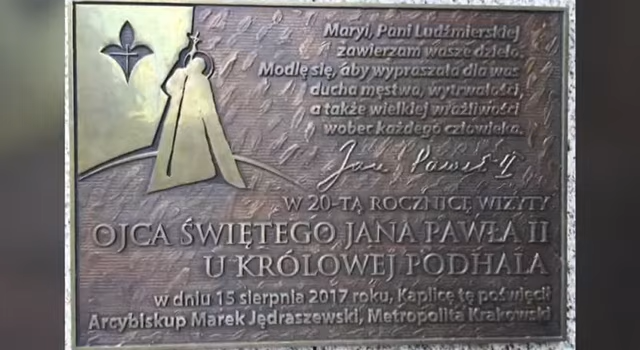 Maryi, Pani Ludźmierskiej
zawierzam wasze dzieło.
Modlę się, aby wypraszała dla was
ducha męstwa, wytrwałości,
a także wielkiej wrażliwości
wobec każdego człowieka.
Jan Paweł II
W 20-TĄ ROCZNICĘ WIZYTY
OJCA ŚWIĘTEGO JANA PAWŁA II
U KRÓLOWEJ PODHALA
w dniu 15 sierpnia 2017 roku, Kaplicę tę poświęcił
Arcybiskup Marek Jędraszewski, Metropolita Krakowski